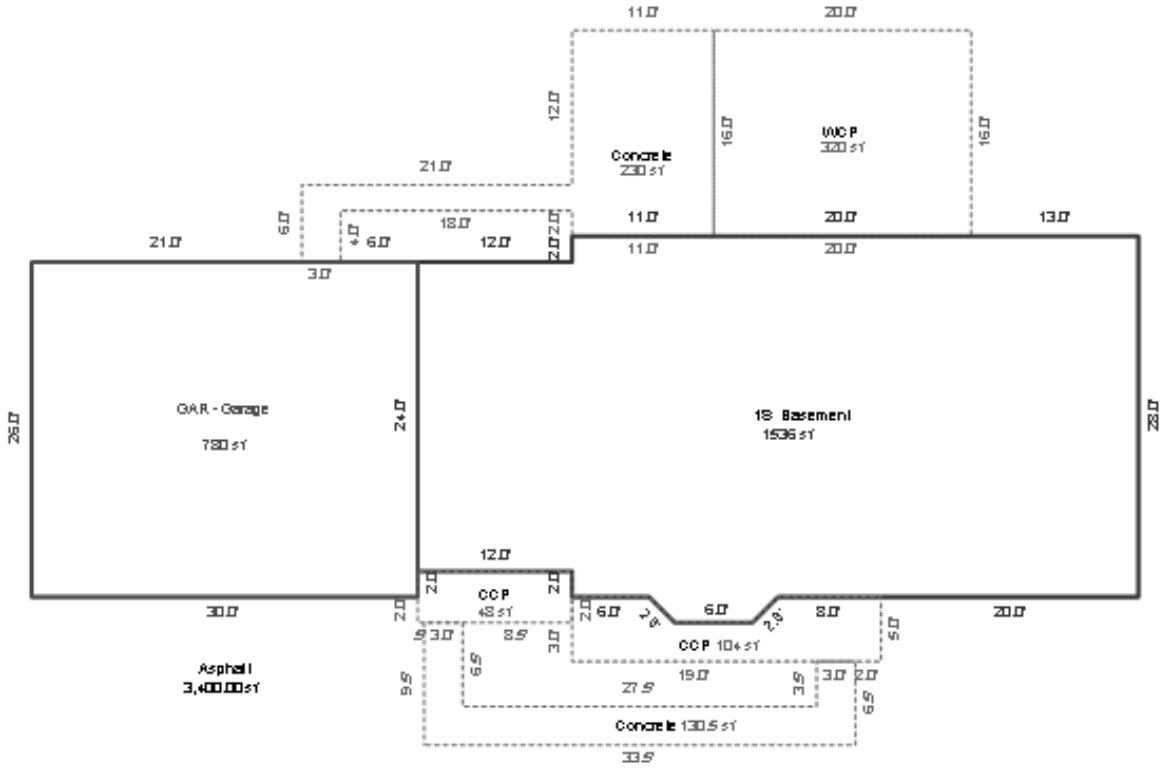 11.0' 20.0'
12.0' 16.0' 16.0'
WCP
320 sf
Concrete
230 sf
21.0'
6.0' 4.0' 18.0' 2.0' 11.0' 20.0' 13.0'
21.0' 6.0' 12.0' 2.0' 11.0' 20.0'
3.0'
26.0' 24.0' 28.0'
GAR - Garage
780 sf
1S Basement
1536 sf
12.0'
2.0' 2.0'
CCP
48 sf
30.0' 2.0' 2.0' 6.0' 2.8' 6.0' 2.8' 8.0' 20.0'
.5' 3.0' 8.5' 3.0' CCP 104 sf 5.0'
Asphalt
3,400.00 sf
9.5' 6.5' 19.0' 3.5' 3.0' 2.0'
27.5' 6.5'
Concrete 130.5 sf
33.5'